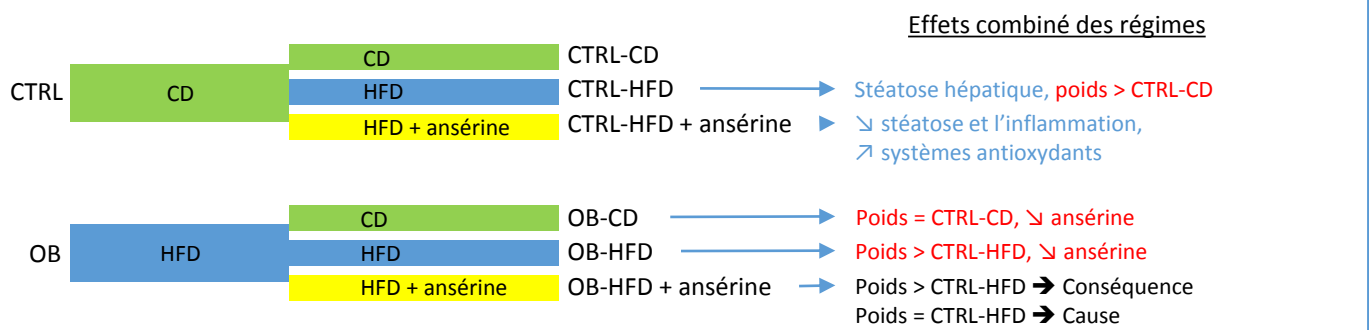 Effets combiné des régimes
CD CTRL-CD
CTRL CD HFD CTRL-HFD Stéatose hépatique, poids > CTRL-CD
HFD + ansérine CTRL-HFD + ansérine ↘ stéatose et l’inflammation,
↗ systèmes antioxydants
CD OB-CD Poids = CTRL-CD, ↘ ansérine
OB HFD HFD OB-HFD Poids > CTRL-HFD, ↘ ansérine
HFD + ansérine OB-HFD + ansérine Poids > CTRL-HFD ➔ Conséquence
Poids = CTRL-HFD ➔ Cause